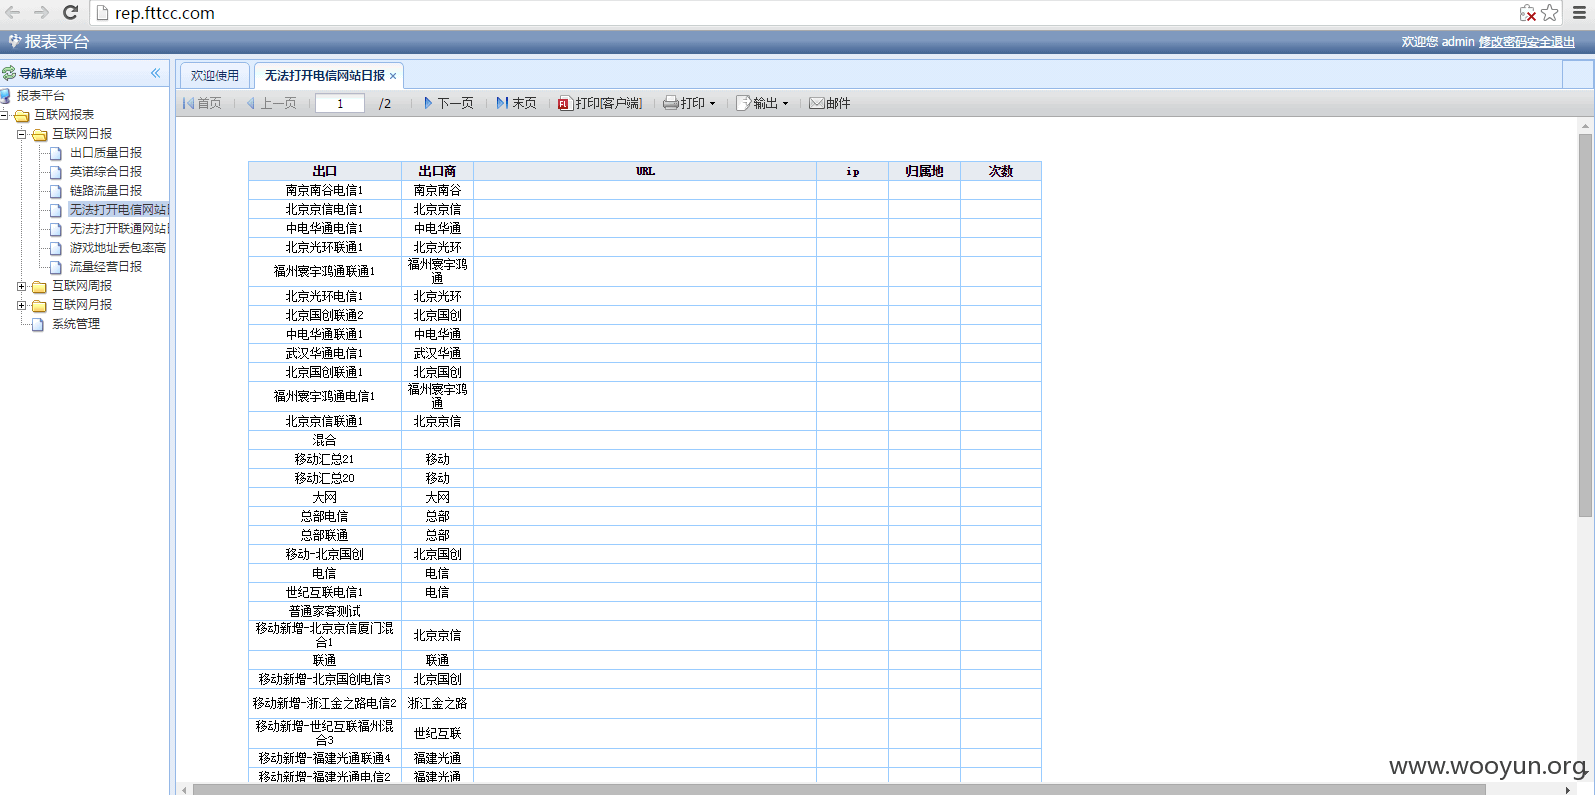 rep.fttcc.com
报表平台
欢迎您 admin 修改密码安全退出
导航菜单
报表平台
互联网报表
互联网日报
出口质量日报
英诺综合日报
链路流量日报
无法打开电信网站
无法打开联通网站
游戏地址丢包率高
流量经营日报
互联网周报
互联网月报
系统管理
欢迎使用
无法打开电信网站日报
首页 上一页 1 /2 下一页 末页 打印[客户端] 打印 输出 邮件
出口 出口商 URL ip 归属地 次数
南京南谷电信1 南京南谷
北京京信电信1 北京京信
中电华通电信1 中电华通
北京光环联通1 北京光环
福州寰宇鸿通联通1 福州寰宇鸿通
北京光环电信1 北京光环
北京国创联通2 北京国创
中电华通联通1 中电华通
武汉华通电信1 武汉华通
北京国创联通1 北京国创
福州寰宇鸿通电信1 福州寰宇鸿通
北京京信联通1 北京京信
混合
移动汇总21 移动
移动汇总20 移动
大网 大网
总部电信 总部
总部联通 总部
移动-北京国创 北京国创
电信 电信
世纪互联电信1 电信
普通家客测试
移动新增-北京京信厦门混合1 北京京信
联通 联通
移动新增-北京国创电信3 北京国创
移动新增-浙江金之路电信2 浙江金之路
移动新增-世纪互联福州混合3 世纪互联
移动新增-福建光通联通4 福建光通
移动新增-福建光通电信2 福建光通
www.wooyun.org